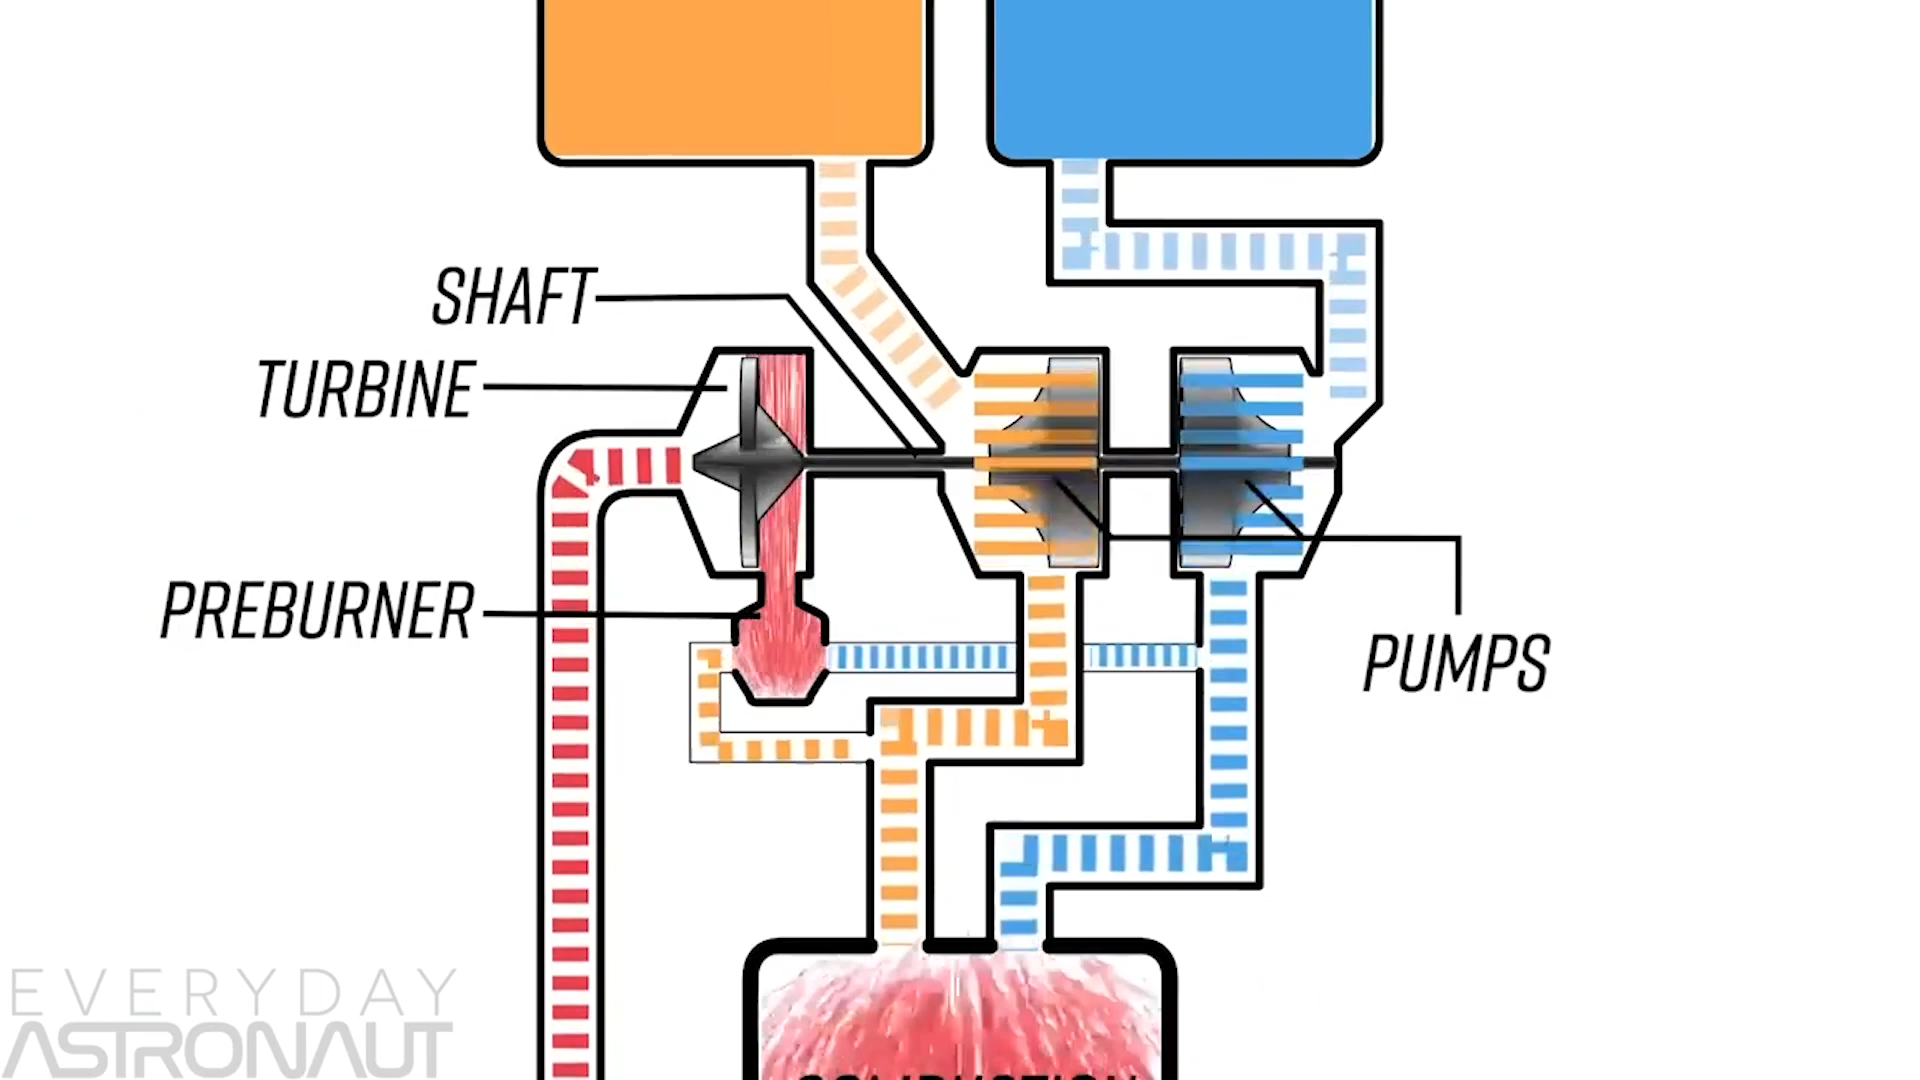 SHAFT
TURBINE
PREBURNER
PUMPS
EVERYDAY
ASTRONAUT